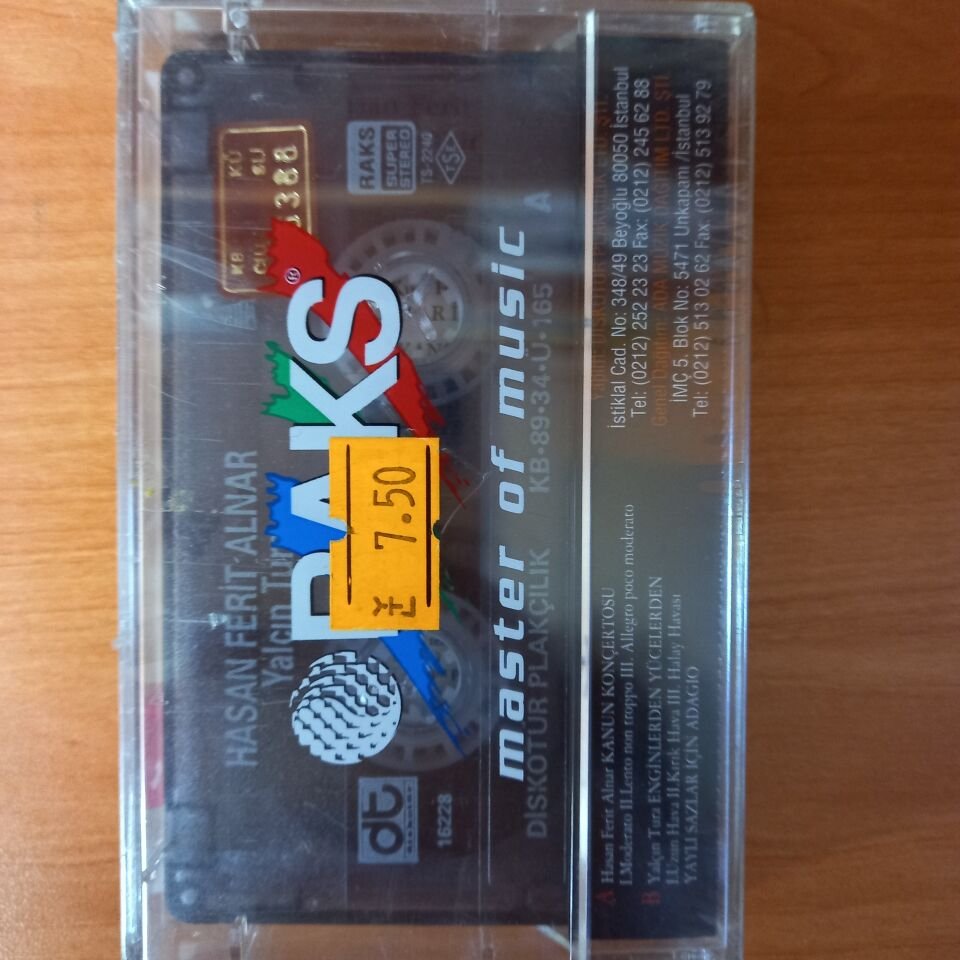 HASAN FERİT ALNAR
Yalçın
KB
KÜ
SU
388
RAKS
SUPER
STEREO
TS-2240
TSE
RAKS
®
7.50
dt
16228
master of music
DİSKOTÜR PLAKÇILIK KB·89·34·Ü·165 A
A Hasan Ferit Alnar KANUN KONÇERTOSU
I.Moderato II.Lento non troppo III. Allegro poco moderato
B Yalçın Tura ENGİNLERDEN YÜCELERDEN
I.Uzun Hava II.Kırık Hava III. Halay Havası
YAYLI SAZLAR İÇİN ADAGIO
İstiklal Cad. No: 348/49 Beyoğlu 80050 İstanbul
Tel: (0212) 252 23 23 Fax: (0212) 245 62 88
Genel Dağıtım: ADA MÜZİK DAĞITIM LTD. ŞTİ.
İMÇ 5. Blok No: 5471 Unkapanı /İstanbul
Tel: (0212) 513 02 62 Fax: (0212) 513 92 79